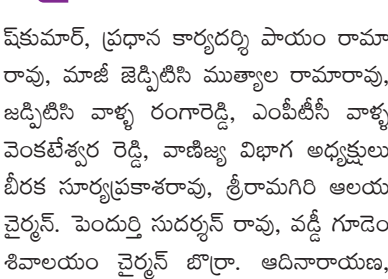 ష్‌కుమార్, ప్రధాన కార్యదర్శి పాయం రామా
రావు, మాజీ జెడ్పిటిసి ముత్యాల రామారావు,
జడ్పిటిసి వాళ్ళ రంగారెడ్డి, ఎంపీటీసీ వాళ్ళ
వెంకటేశ్వర రెడ్డి, వాణిజ్య విభాగ అధ్యక్షులు
బీరక సూర్యప్రకాశరావు, శ్రీరామగిరి ఆలయ
చైర్మన్. పెందుర్తి సుదర్శన్ రావు, వడ్డీ గూడెం
శివాలయం చైర్మన్ బొర్రా. ఆదినారాయణ,